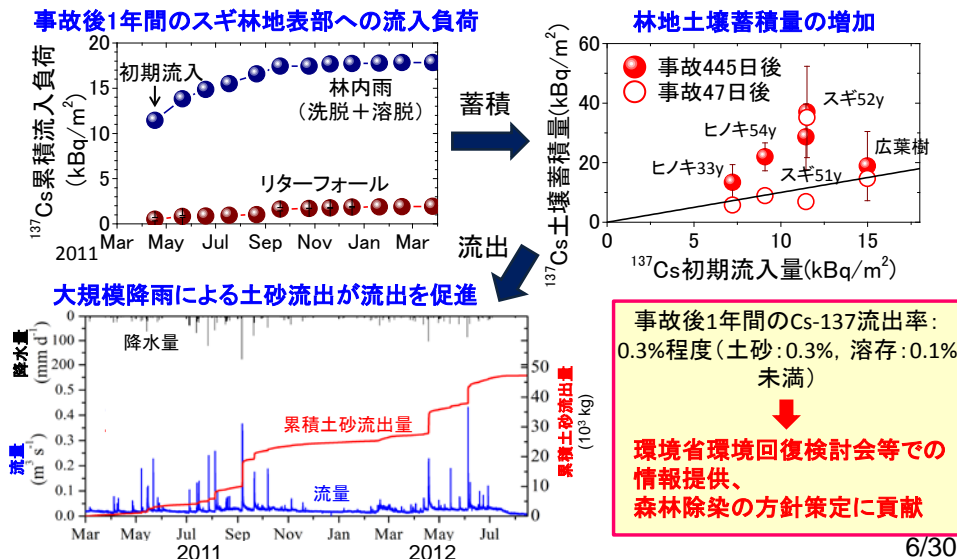 事故後1年間のスギ林地表部への流入負荷
137Cs累積流入負荷
(kBq/m2)
20
15
10
5
0
初期流入
林内雨
(洗脱+溶脱)
リターフォール
Mar May Jul Sep Nov Jan Mar
2011
蓄積
流出
林地土壌蓄積量の増加
137Cs土壌蓄積量(kBq/m2)
60
40
20
0
事故445日後
事故47日後
スギ52y
ヒノキ54y
広葉樹
ヒノキ33y
スギ51y
0 5 10 15
137Cs初期流入量(kBq/m2)
大規模降雨による土砂流出が流出を促進
降水量
(mm d-1)
0
100
200
流量
(m3 s-1)
0.5
0.4
0.3
0.2
0.1
0.0
降水量
累積土砂流出量
流量
50
40
30
20
10
0
累積土砂流出量
(103 kg)
Mar May Jul Sep Nov Jan Mar May Jul
2011 2012
事故後1年間のCs-137流出率:
0.3%程度(土砂:0.3%, 溶存:0.1%
未満)
環境省環境回復検討会等での
情報提供、
森林除染の方針策定に貢献
6/30